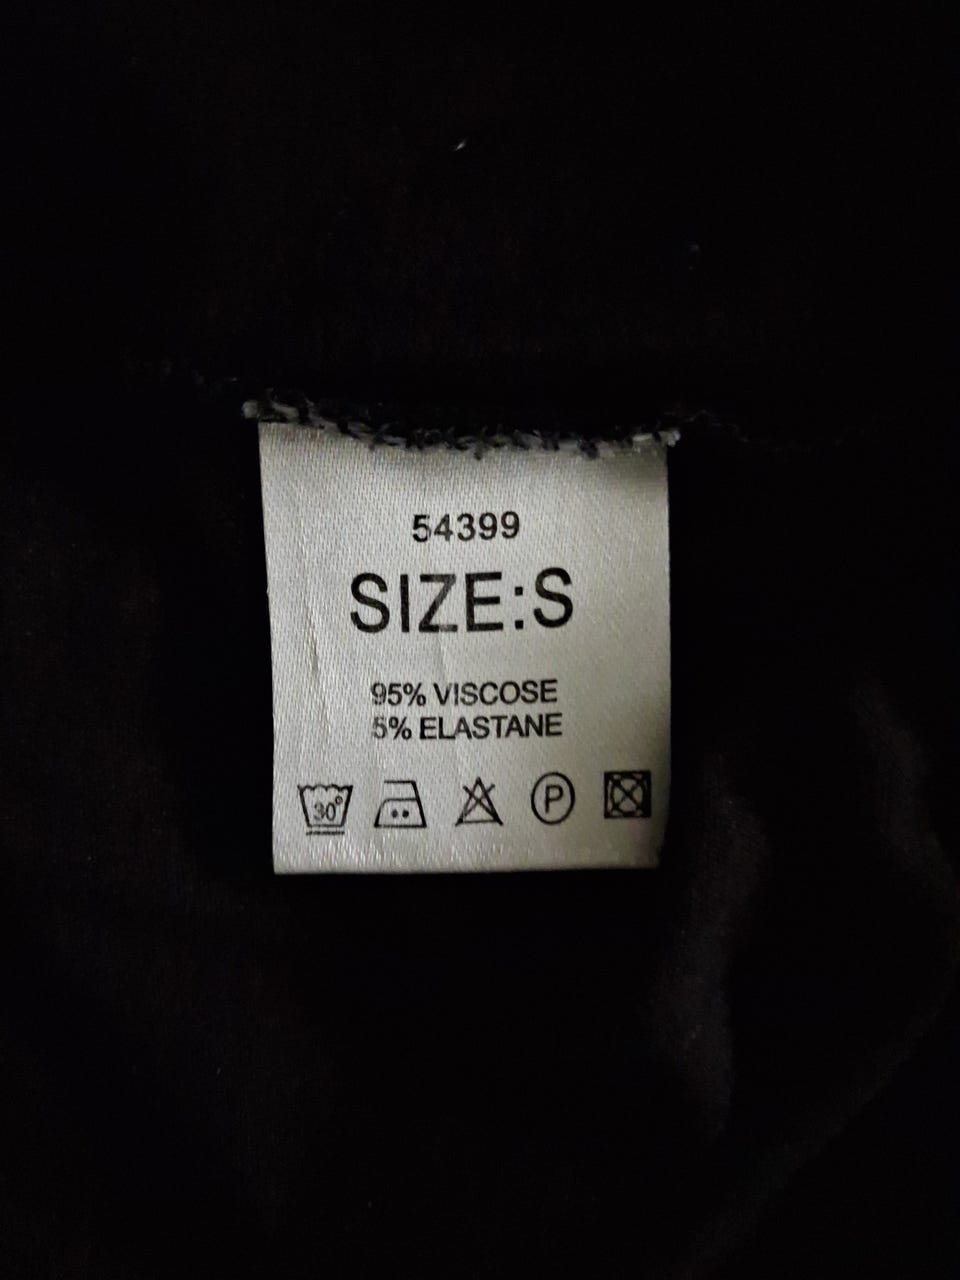 54399
SIZE:S
95% VISCOSE
5% ELASTANE
30° P